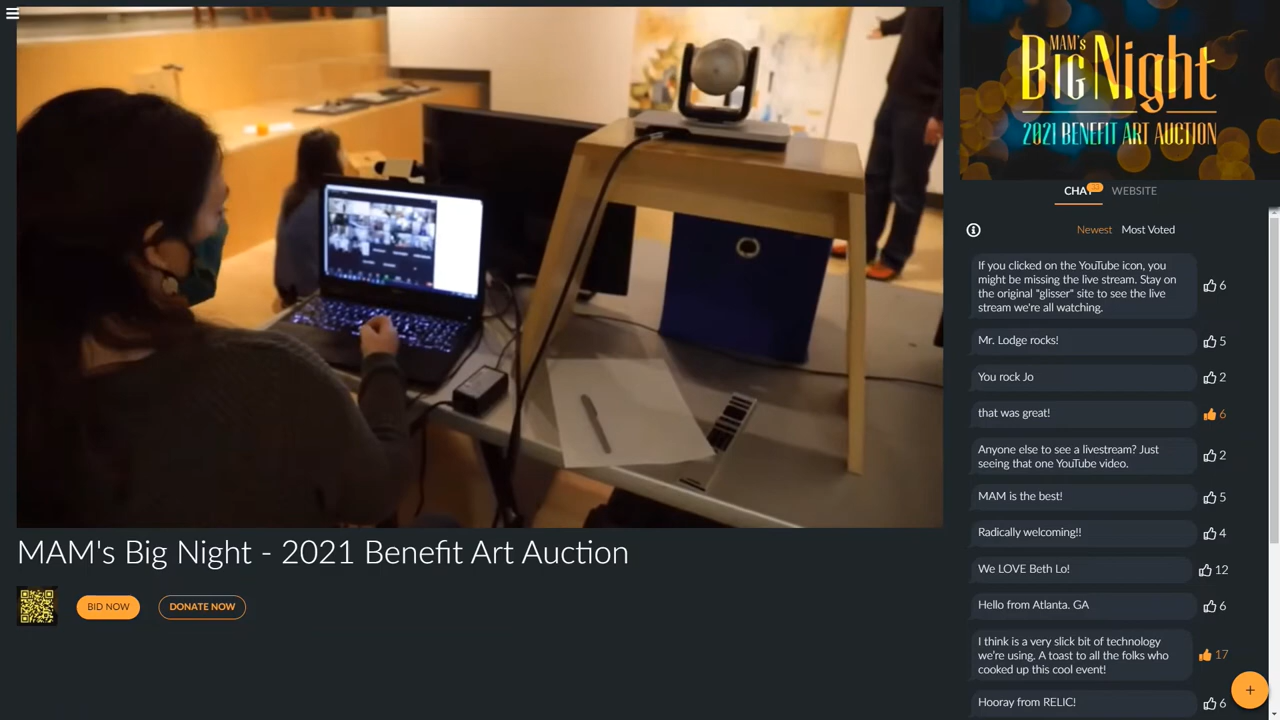 MAM's
BIG Night
2021 BENEFIT ART AUCTION
CHAT
WEBSITE
Newest Most Voted
If you clicked on the YouTube icon, you
might be missing the live stream. Stay on
the original "glisser" site to see the live
stream we're all watching.
6
Mr. Lodge rocks!
5
You rock Jo
2
that was great!
6
Anyone else to see a livestream? Just
seeing that one YouTube video.
2
MAM is the best!
5
Radically welcoming!!
4
We LOVE Beth Lo!
12
Hello from Atlanta. GA
6
I think is a very slick bit of technology
we're using. A toast to all the folks who
cooked up this cool event!
17
Hooray from RELIC!
6
MAM's Big Night - 2021 Benefit Art Auction
BID NOW
DONATE NOW